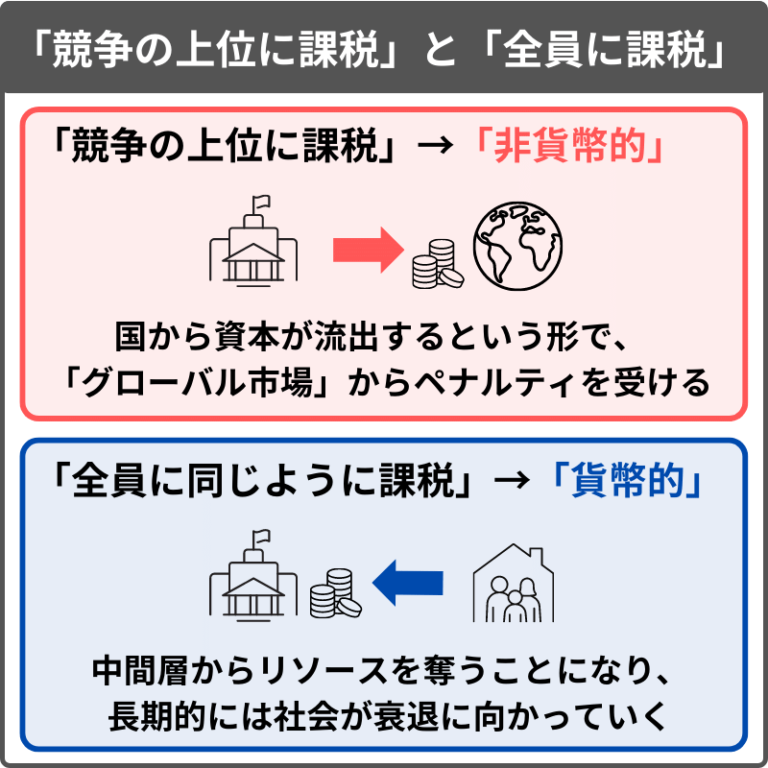 「競争の上位に課税」と「全員に課税」
「競争の上位に課税」→「非貨幣的」
国から資本が流出するという形で、
「グローバル市場」からペナルティを受ける
「全員に同じように課税」→「貨幣的」
中間層からリソースを奪うことになり、
長期的には社会が衰退に向かっていく